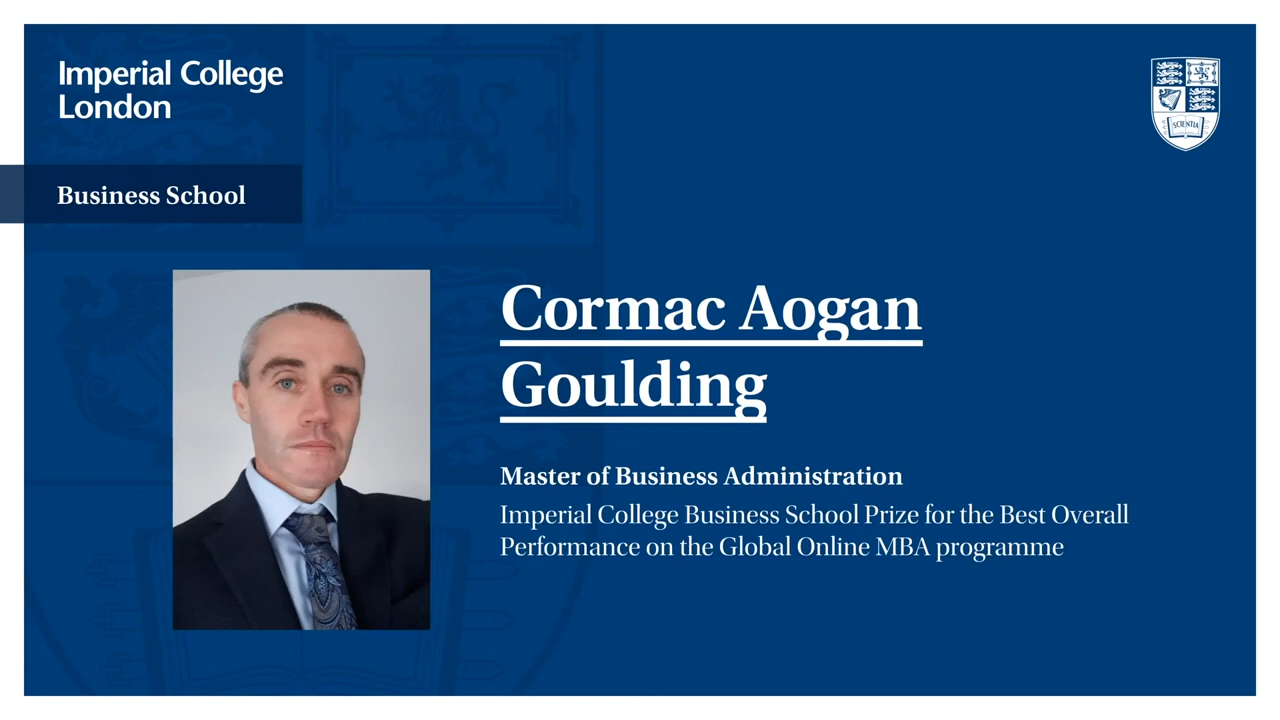 Imperial College
London
SCIENTIA
Business School
Cormac Aogan
Goulding
Master of Business Administration
Imperial College Business School Prize for the Best Overall
Performance on the Global Online MBA programme